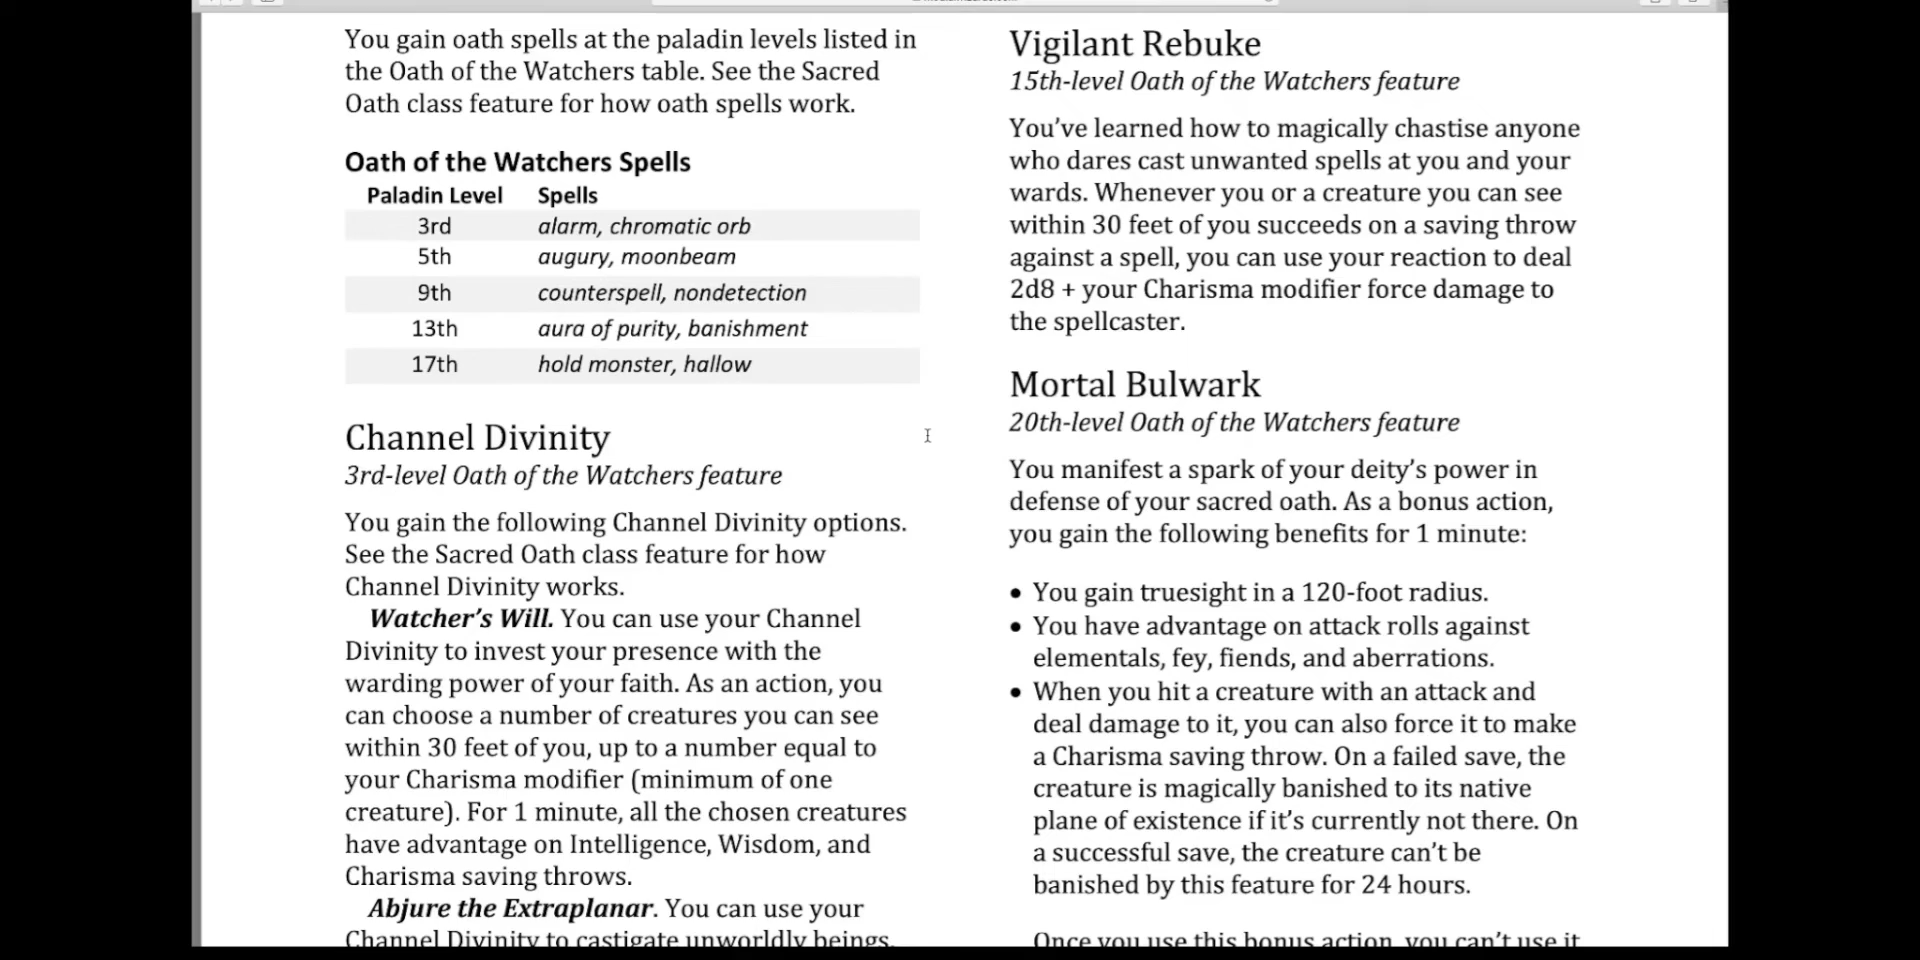 You gain oath spells at the paladin levels listed in
the Oath of the Watchers table. See the Sacred
Oath class feature for how oath spells work.
Oath of the Watchers Spells
Paladin Level Spells
3rd alarm, chromatic orb
5th augury, moonbeam
9th counterspell, nondetection
13th aura of purity, banishment
17th hold monster, hallow
Channel Divinity
3rd-level Oath of the Watchers feature
You gain the following Channel Divinity options.
See the Sacred Oath class feature for how
Channel Divinity works.
Watcher’s Will. You can use your Channel
Divinity to invest your presence with the
warding power of your faith. As an action, you
can choose a number of creatures you can see
within 30 feet of you, up to a number equal to
your Charisma modifier (minimum of one
creature). For 1 minute, all the chosen creatures
have advantage on Intelligence, Wisdom, and
Charisma saving throws.
Abjure the Extraplanar. You can use your
Channel Divinity to castigate unworldly beings.
Vigilant Rebuke
15th-level Oath of the Watchers feature
You’ve learned how to magically chastise anyone
who dares cast unwanted spells at you and your
wards. Whenever you or a creature you can see
within 30 feet of you succeeds on a saving throw
against a spell, you can use your reaction to deal
2d8 + your Charisma modifier force damage to
the spellcaster.
Mortal Bulwark
20th-level Oath of the Watchers feature
You manifest a spark of your deity’s power in
defense of your sacred oath. As a bonus action,
you gain the following benefits for 1 minute:
• You gain truesight in a 120-foot radius.
• You have advantage on attack rolls against
elementals, fey, fiends, and aberrations.
• When you hit a creature with an attack and
deal damage to it, you can also force it to make
a Charisma saving throw. On a failed save, the
creature is magically banished to its native
plane of existence if it’s currently not there. On
a successful save, the creature can’t be
banished by this feature for 24 hours.
Once you use this bonus action, you can’t use it